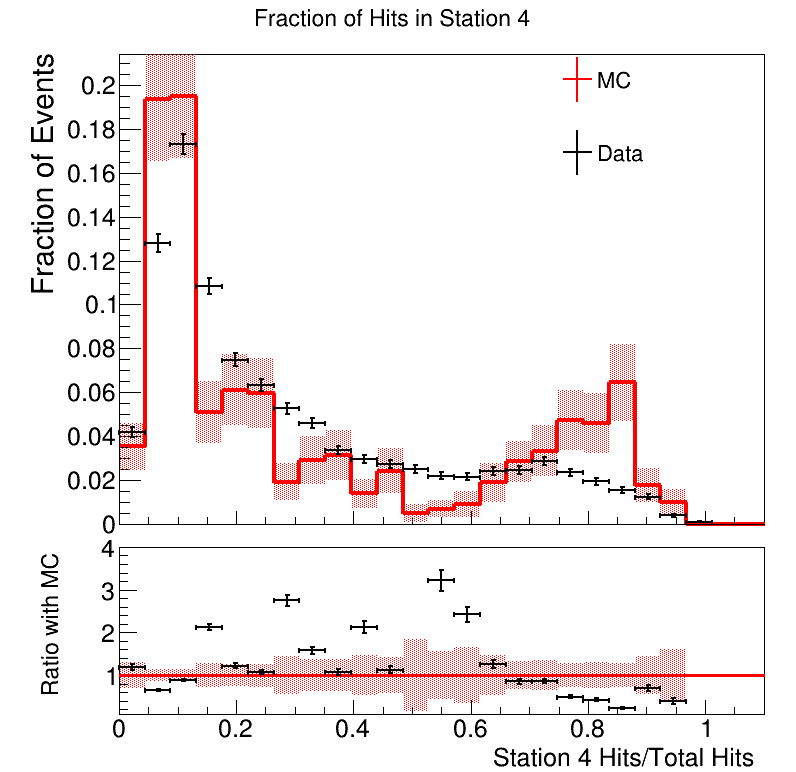 Fraction of Hits in Station 4
Fraction of Events
MC
Data
0.2
0.18
0.16
0.14
0.12
0.1
0.08
0.06
0.04
0.02
0
Ratio with MC
4
3
2
1
0 0.2 0.4 0.6 0.8 1
Station 4 Hits/Total Hits